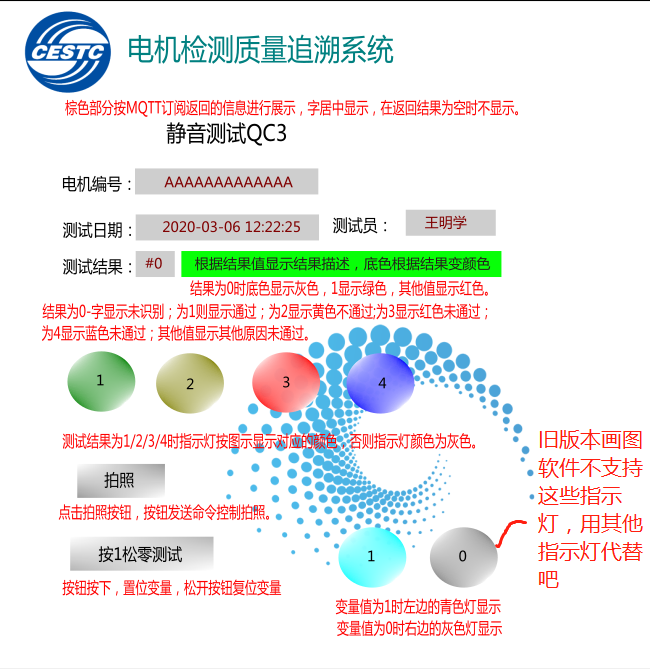 CESTC
电机检测质量追溯系统
棕色部分按MQTT订阅返回的信息进行展示，字居中显示，在返回结果为空时不显示。
静音测试QC3
电机编号： AAAAAAAAAAAAA
测试日期： 2020-03-06 12:22:25 测试员： 王明学
测试结果： #0 根据结果值显示结果描述，底色根据结果变颜色
结果为0时底色显示灰色，1显示绿色，其他值显示红色。
结果为0-字显示未识别；为1则显示通过；为2显示黄色不通过;为3显示红色未通过；
为4显示蓝色未通过；其他值显示其他原因未通过。
1 2 3 4
测试结果为1/2/3/4时指示灯按图示显示对应的颜色，否则指示灯颜色为灰色。
拍照
点击拍照按钮，按钮发送命令控制拍照。
按1松零测试
按钮按下，置位变量，松开按钮复位变量
1 0
变量值为1时左边的青色灯显示
变量值为0时右边的灰色灯显示
旧版本画图
软件不支持
这些指示
灯，用其他
指示灯代替
吧